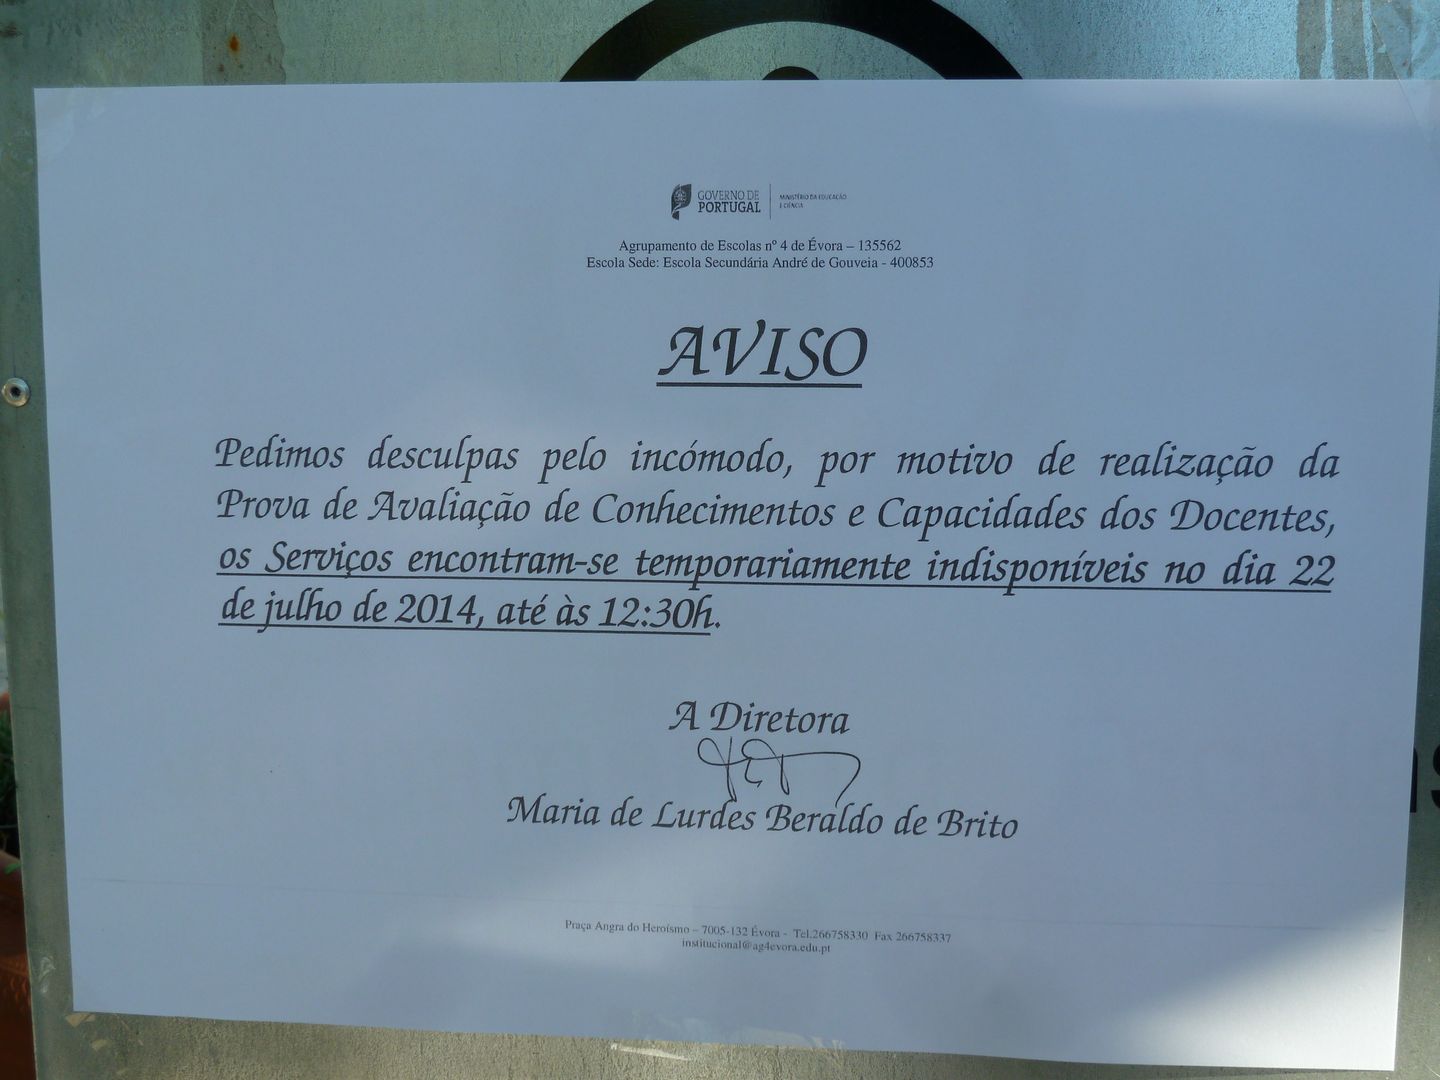 GOVERNO DE
PORTUGAL
MINISTÉRIO DA EDUCAÇÃO
E CIÊNCIA
Agrupamento de Escolas nº 4 de Évora – 135562
Escola Sede: Escola Secundária André de Gouveia - 400853
AVISO
Pedimos desculpas pelo incómodo, por motivo de realização da
Prova de Avaliação de Conhecimentos e Capacidades dos Docentes,
os Serviços encontram-se temporariamente indisponíveis no dia 22
de julho de 2014, até às 12:30h.
A Diretora
Maria de Lurdes Beraldo de Brito
Praça Angra do Heroísmo – 7005-132 Évora - Tel.266758330 Fax 266758337
institucional@ag4evora.edu.pt